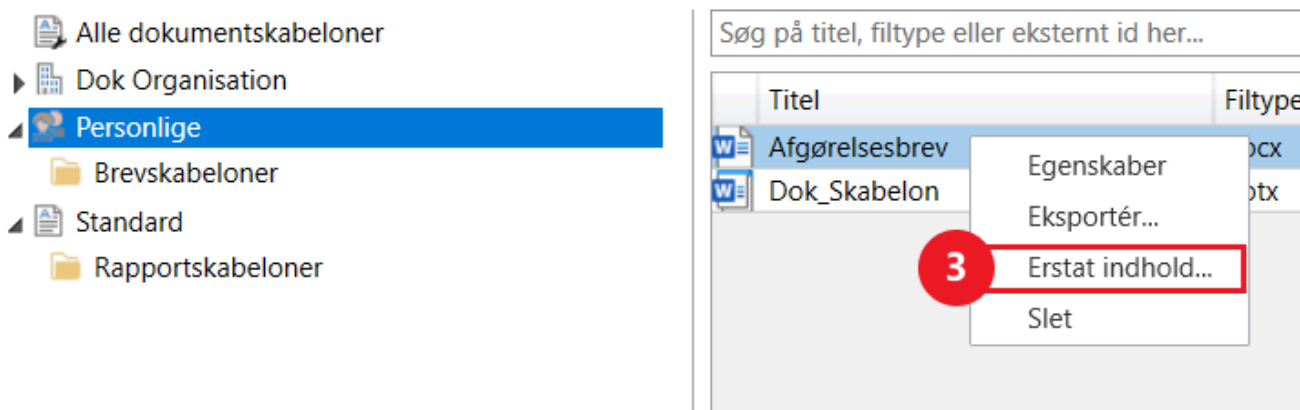 Alle dokumentskabeloner
Dok Organisation
Personlige
Brevskabeloner
Standard
Rapportskabeloner
Søg på titel, filtype eller eksternt id her...
Titel Filtype
Afgørelsesbrev
Dok_Skabelon
Egenskaber
Eksportér...
3 Erstat indhold...
Slet